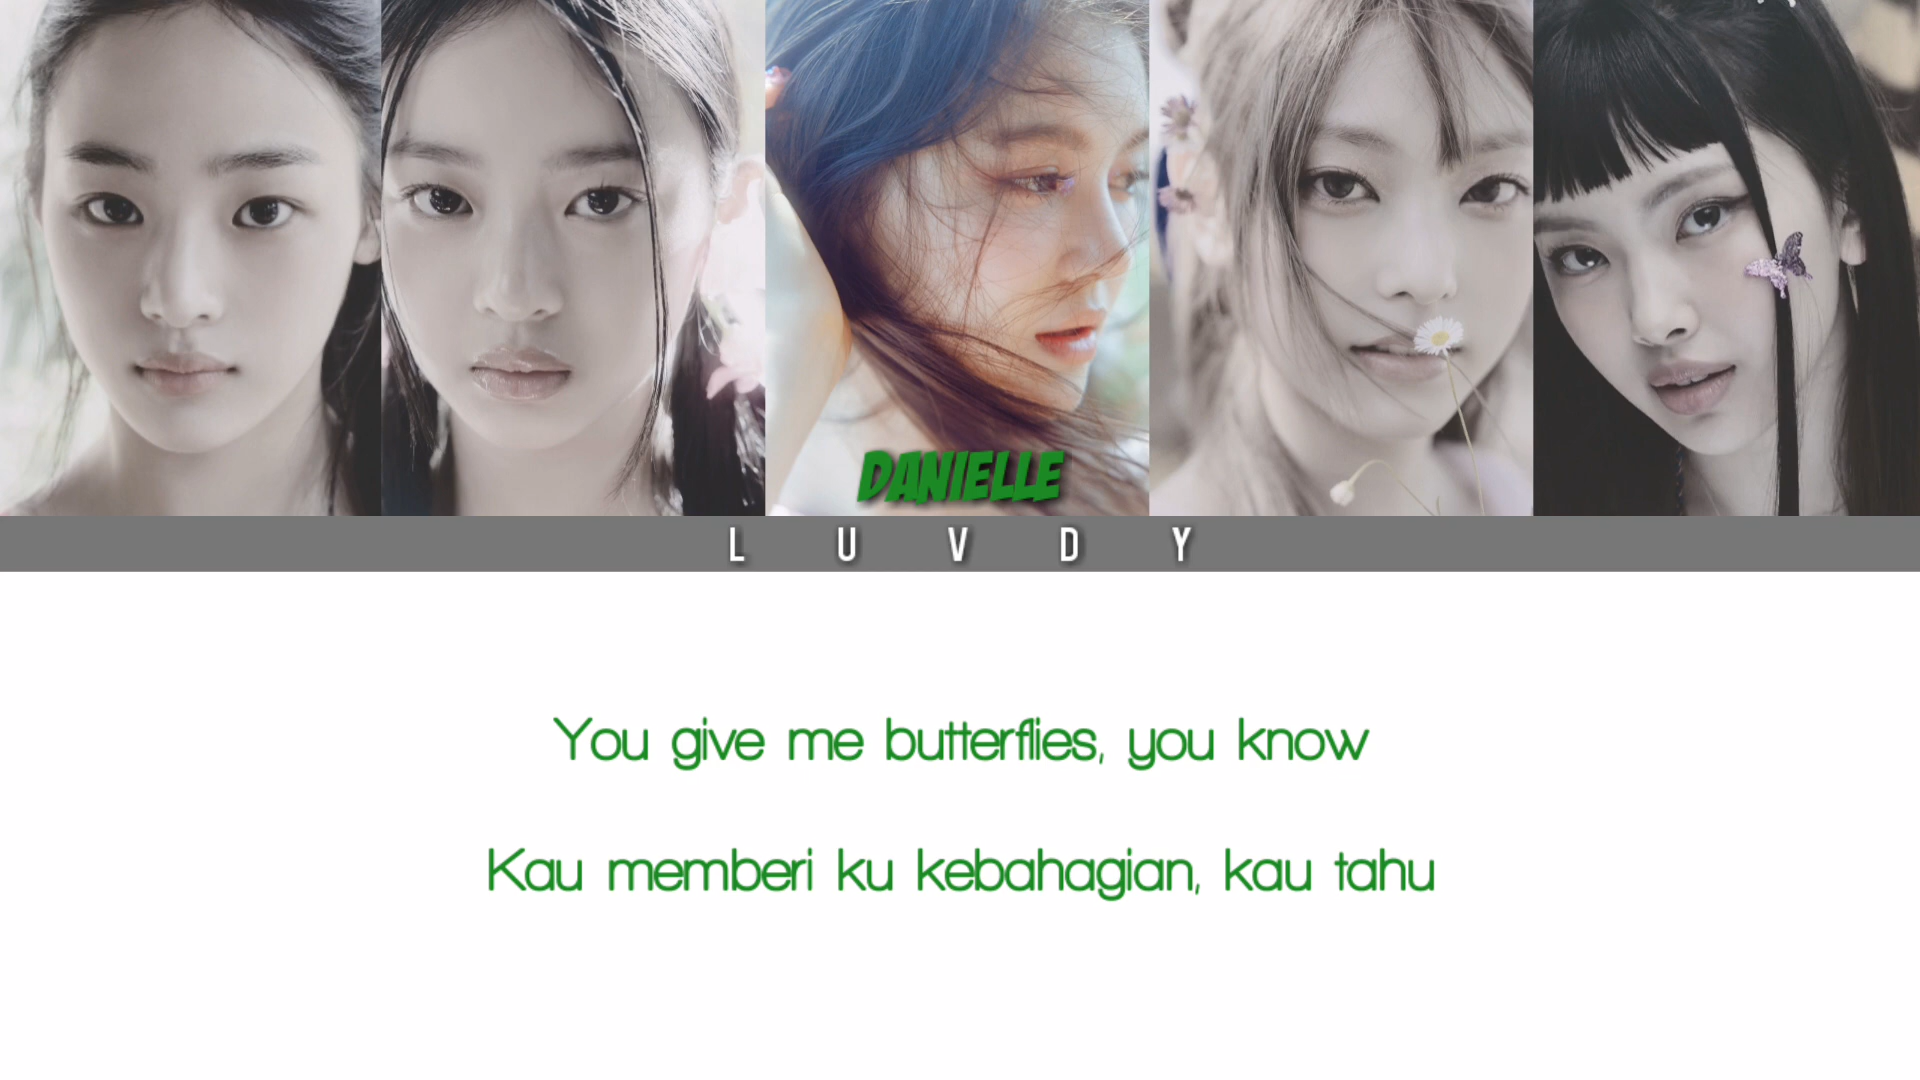 DANIELLE
L U V D Y
You give me butterflies, you know
Kau memberi ku kebahagian, kau tahu